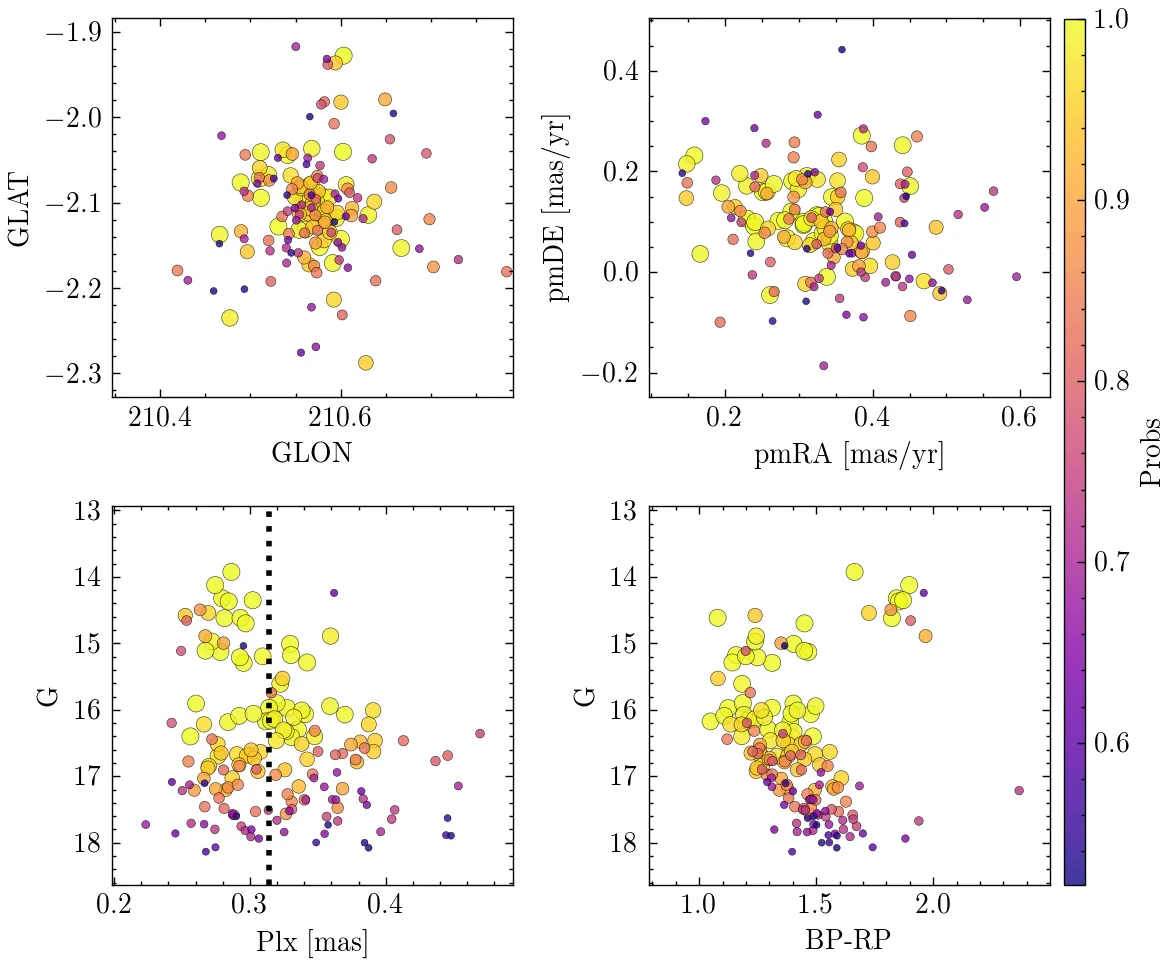 −1.9
−2.0
−2.1
−2.2
−2.3
GLAT
210.4 210.6
GLON
0.4
0.2
0.0
−0.2
pmDE [mas/yr]
0.2 0.4 0.6
pmRA [mas/yr]
13
14
15
16
17
18
G
0.2 0.3 0.4
Plx [mas]
13
14
15
16
17
18
G
1.0 1.5 2.0
BP-RP
1.0
0.9
0.8
0.7
0.6
Probs